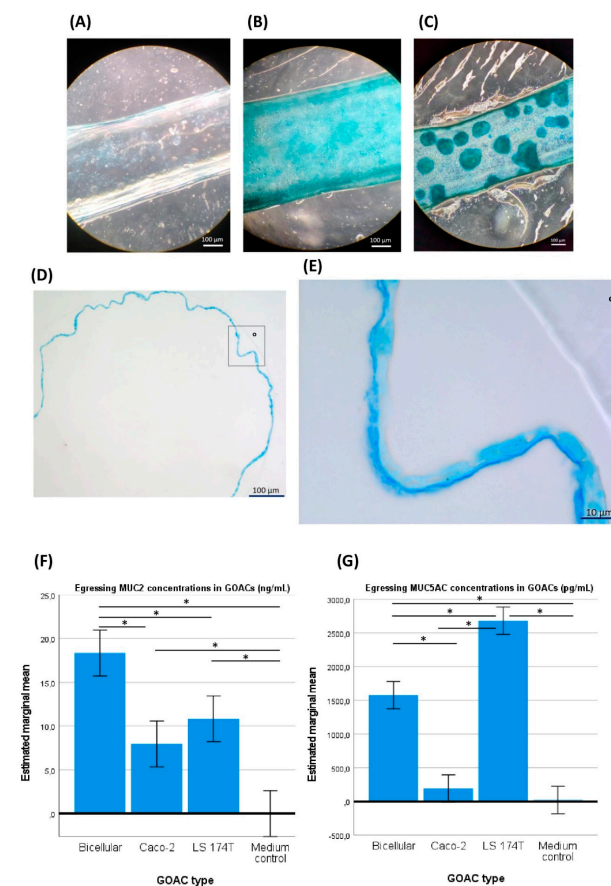 (A)
(B)
(C)
100 µm
100 µm
100 µm
(D)
(E)
100 µm
10 µm
(F)
(G)
Egressing MUC2 concentrations in GOACs (ng/mL)
25,0
20,0
15,0
10,0
5,0
,0
Estimated marginal mean
*
*
*
*
*
Bicellular
Caco-2
LS 174T
Medium
control
GOAC type
Egressing MUC5AC concentrations in GOACs (pg/mL)
3000,0
2500,0
2000,0
1500,0
1000,0
500,0
,0
-500,0
Estimated marginal mean
*
*
*
*
*
Bicellular
Caco-2
LS 174T
Medium
control
GOAC type